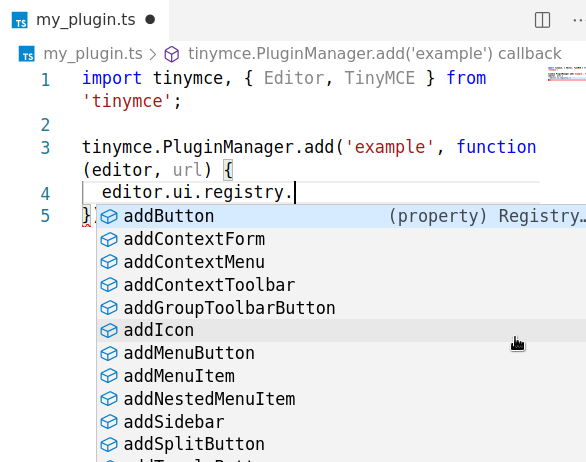 TS my_plugin.ts
TS my_plugin.ts > tinymce.PluginManager.add('example') callback
1 import tinymce, { Editor, TinyMCE } from
'tinymce';
2
3 tinymce.PluginManager.add('example', function
(editor, url) {
4 editor.ui.registry.
5 })
addButton (property) Registry…
addContextForm
addContextMenu
addContextToolbar
addGroupToolbarButton
addIcon
addMenuButton
addMenuItem
addNestedMenuItem
addSidebar
addSplitButton